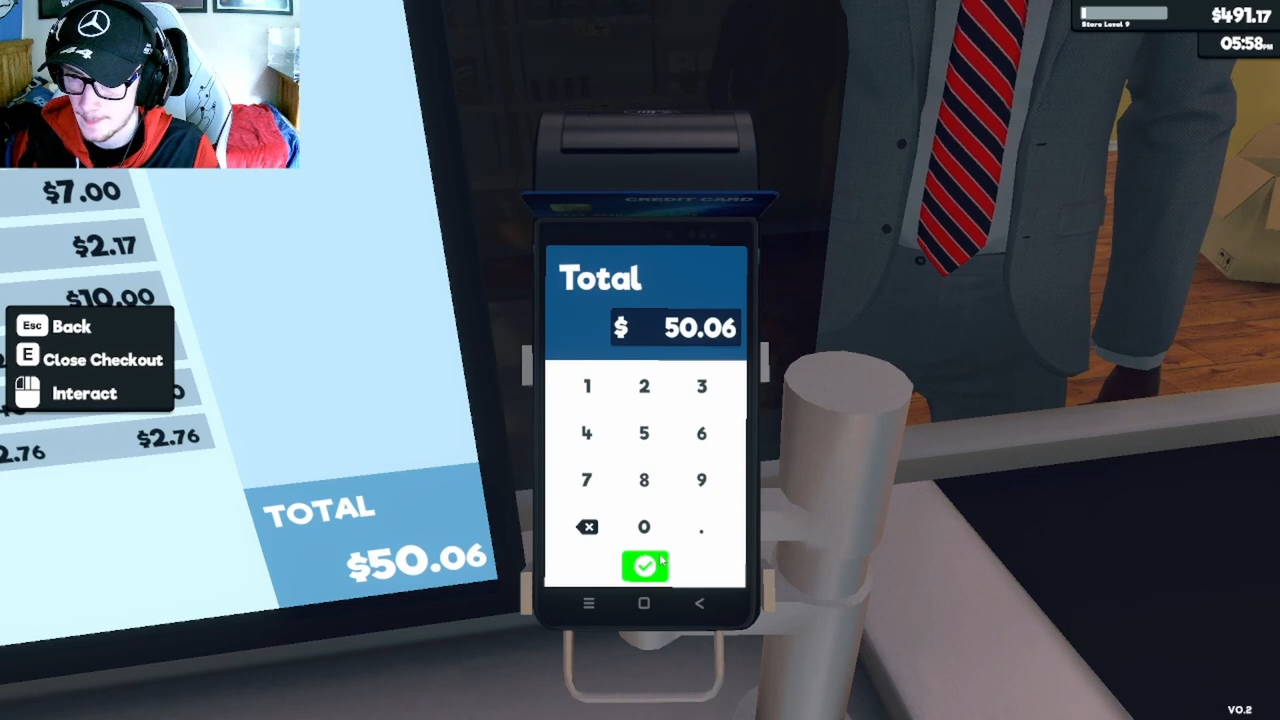 44
Store Level 9
$491.17
05:58PM
$7.00
$2.17
$10.00
Esc Back
E Close Checkout
Interact
2.76 $2.76
TOTAL
$50.06
CREDIT CARD
Total
$ 50.06
1 2 3
4 5 6
7 8 9
0 .
V0.2